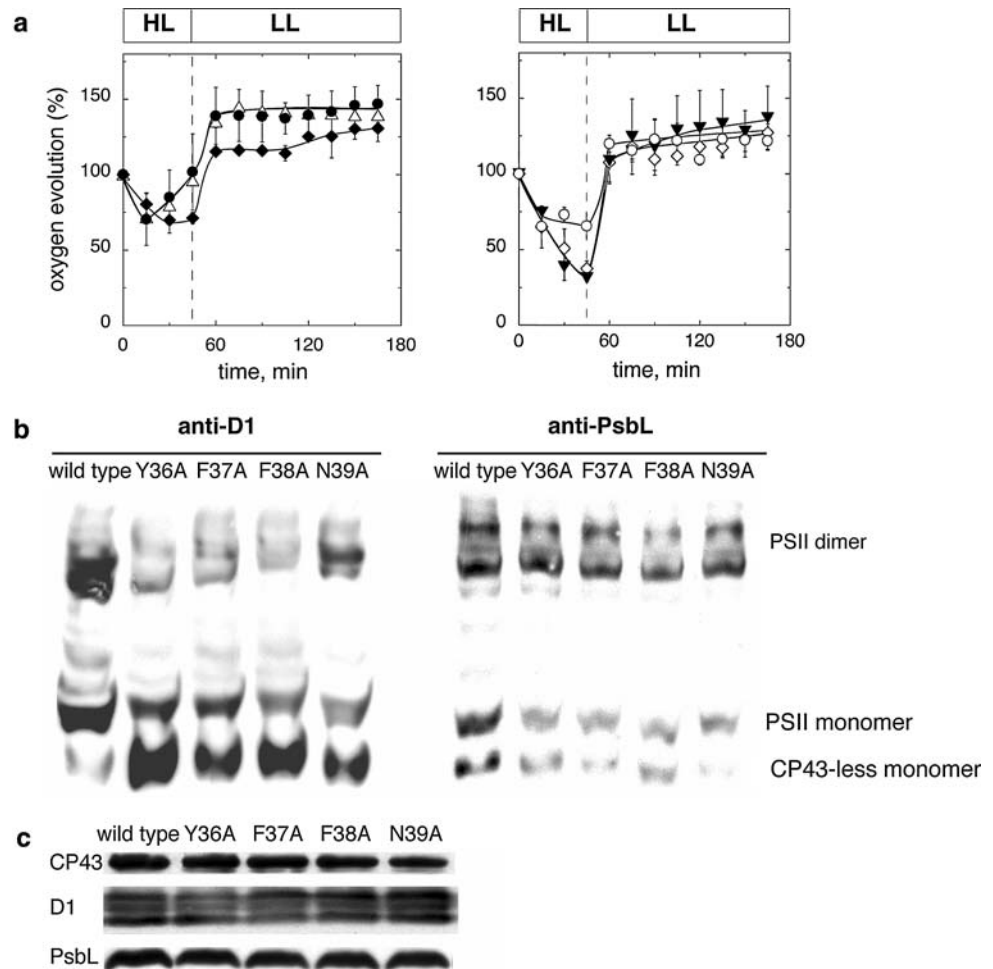 a
HL LL HL LL
oxygen evolution (%)
150
100
50
0
0 60 120 180
time, min
150
100
50
0
0 60 120 180
time, min
b
anti-D1 anti-PsbL
wild type Y36A F37A F38A N39A wild type Y36A F37A F38A N39A
PSII dimer
PSII monomer
CP43-less monomer
c
wild type Y36A F37A F38A N39A
CP43
D1
PsbL